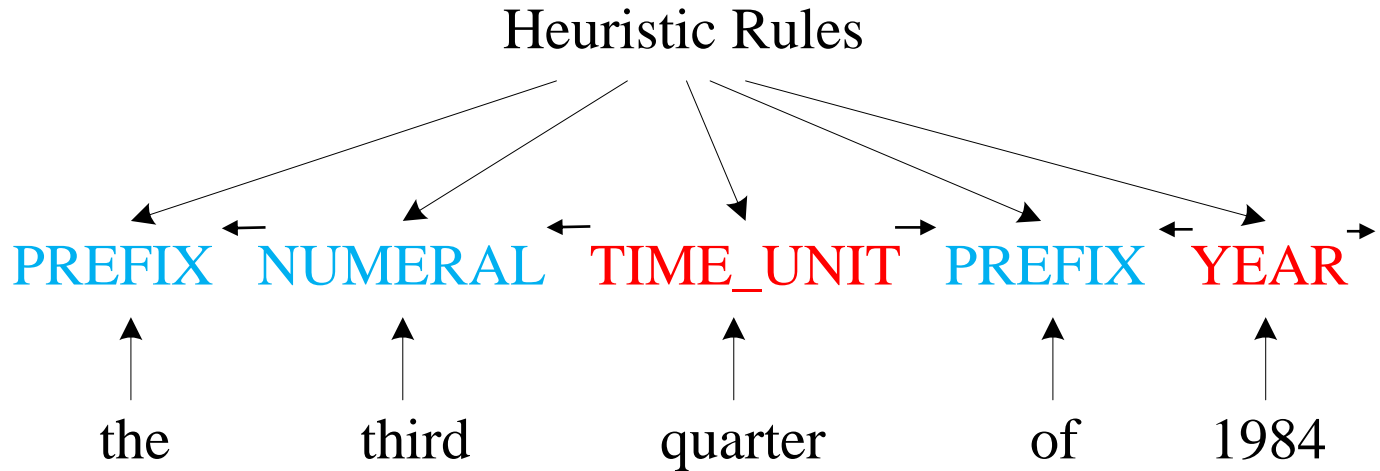 Heuristic Rules
PREFIX NUMERAL TIME_UNIT PREFIX YEAR
the third quarter of 1984